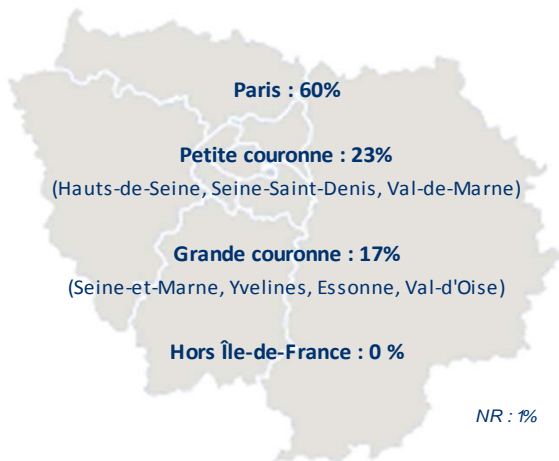 Paris : 60%
Petite couronne : 23%
(Hauts-de-Seine, Seine-Saint-Denis, Val-de-Marne)
Grande couronne : 17%
(Seine-et-Marne, Yvelines, Essonne, Val-d'Oise)
Hors Île-de-France : 0 %
NR : 1%